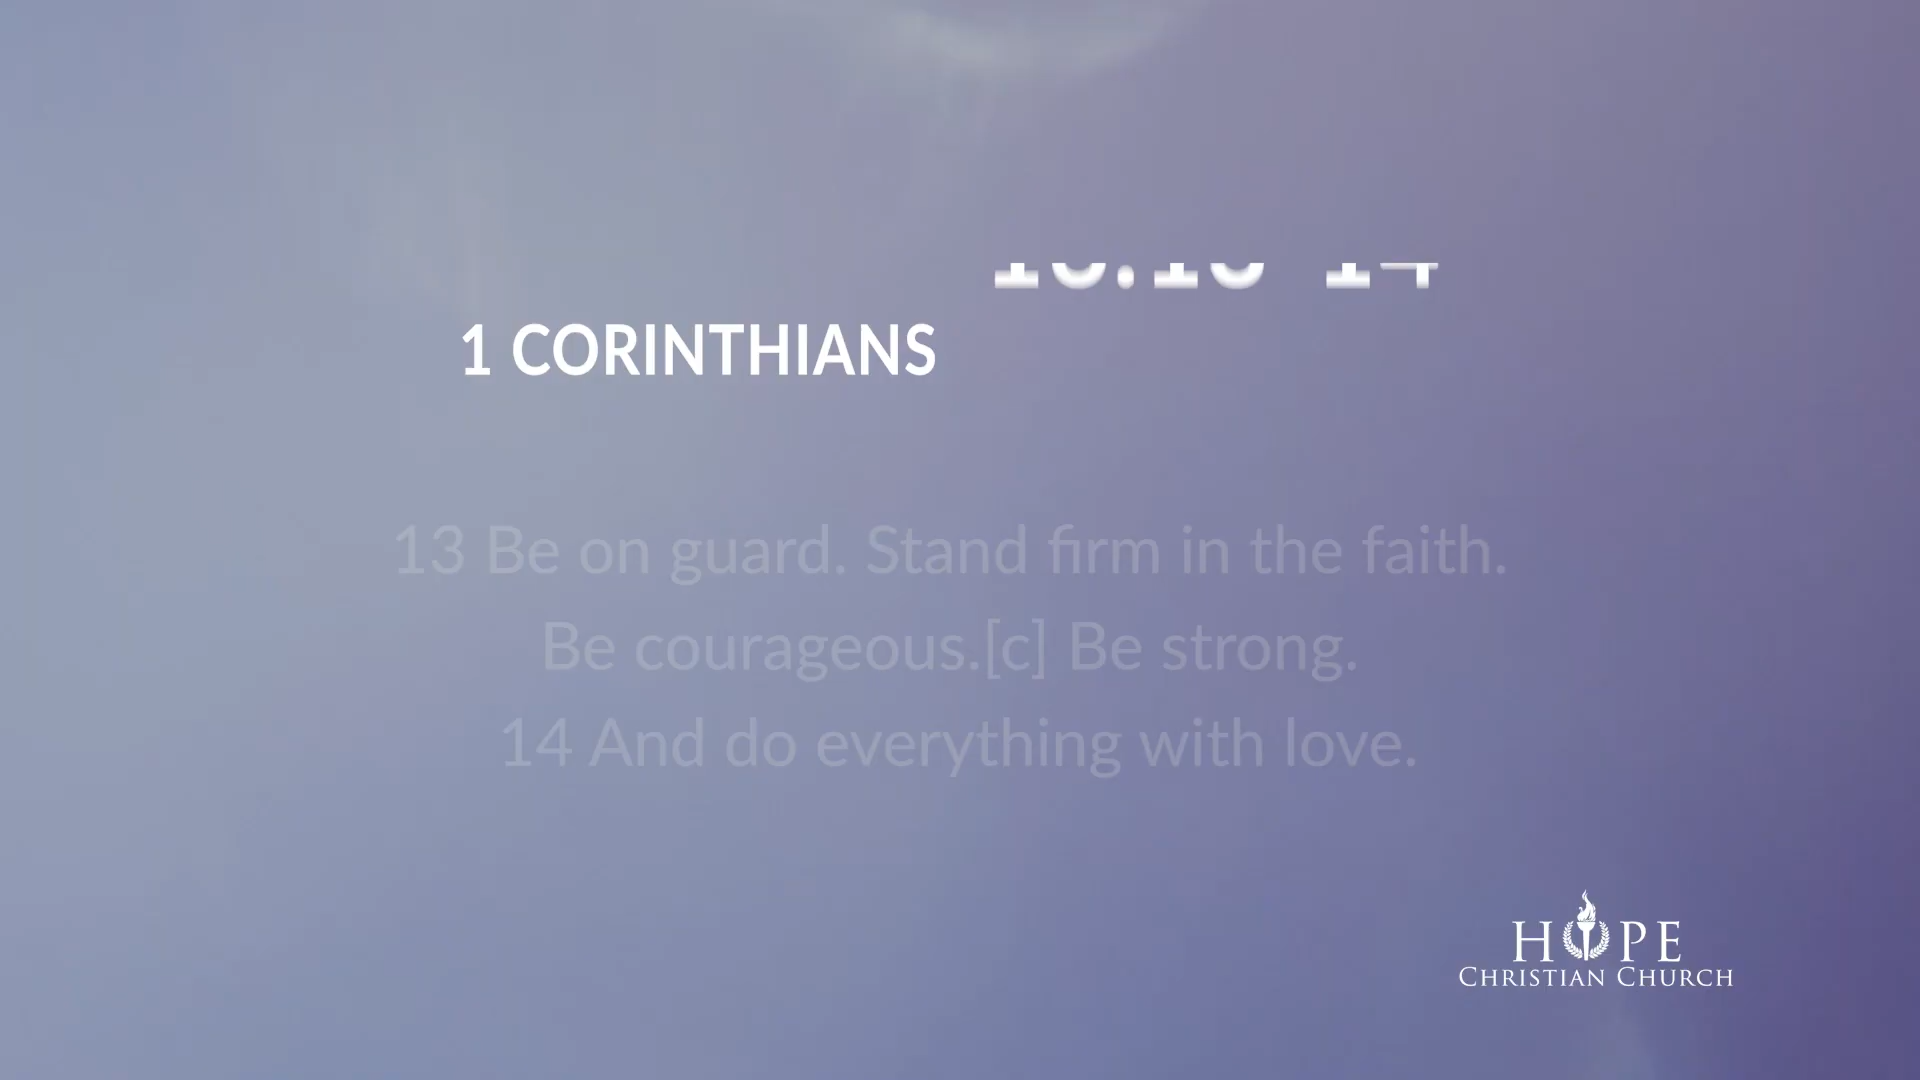 1 CORINTHIANS
13 Be on guard. Stand firm in the faith.
Be courageous.[c] Be strong.
14 And do everything with love.
HOPE
CHRISTIAN CHURCH